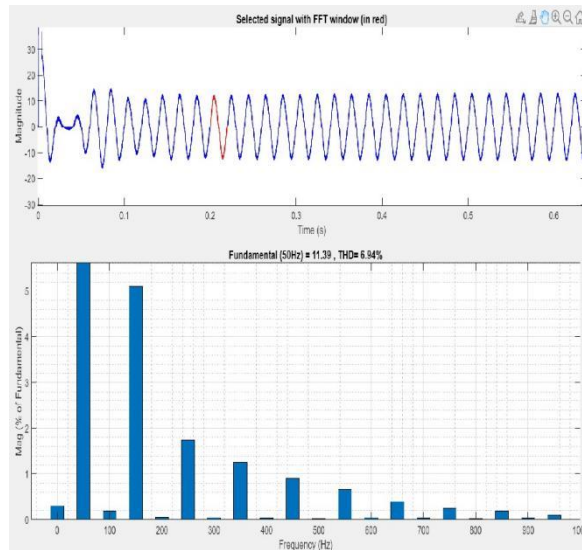 Selected signal with FFT window (in red)
30
20
10
0
-10
-20
-30
Magnitude
0 0.1 0.2 0.3 0.4 0.5 0.6
Time (s)
Fundamental (50Hz) = 11.39 , THD= 6.94%
5
4
3
2
1
0
Mag (% of Fundamental)
0 100 200 300 400 500 600 700 800 900 1000
Frequency (Hz)